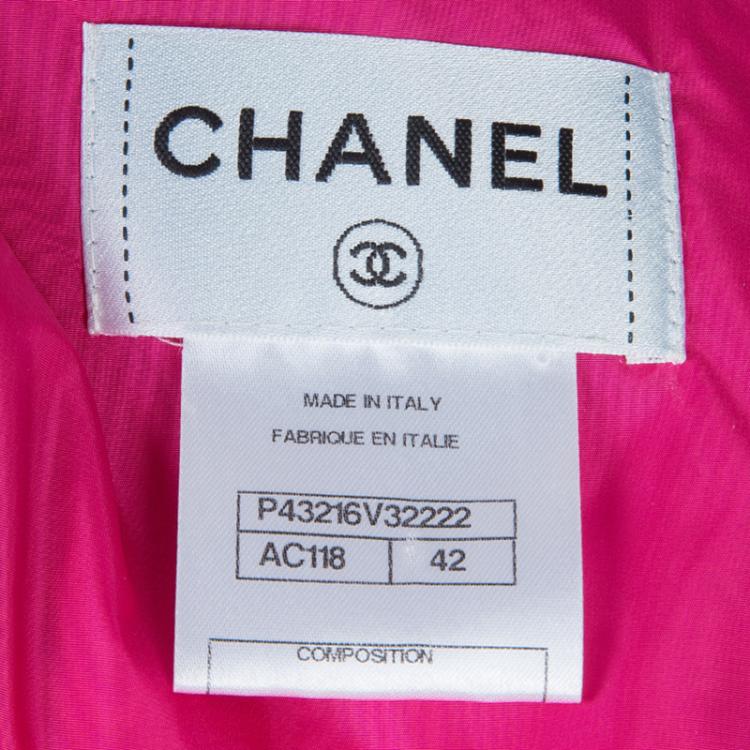 CHANEL
MADE IN ITALY
FABRIQUE EN ITALIE
P43216V32222
AC118 42
COMPOSITION